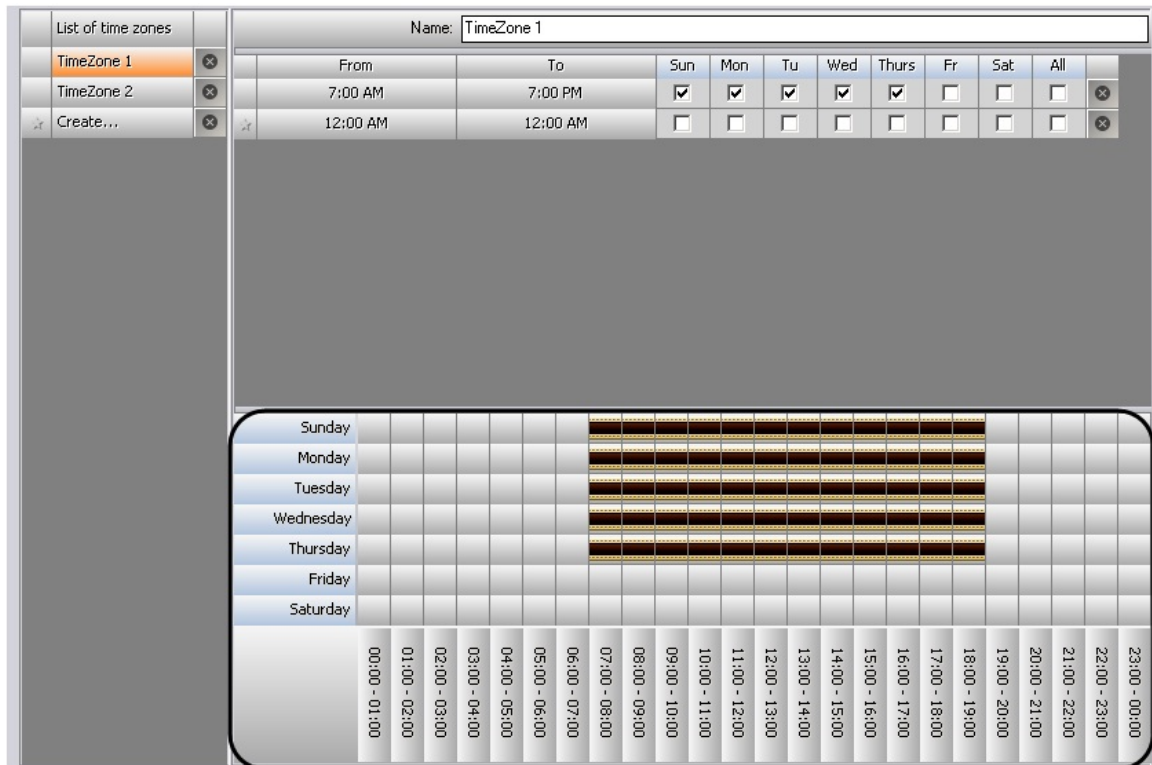 List of time zones
TimeZone 1
TimeZone 2
Create...
Name: TimeZone 1
From To Sun Mon Tu Wed Thurs Fr Sat All
7:00 AM 7:00 PM
12:00 AM 12:00 AM
Sunday
Monday
Tuesday
Wednesday
Thursday
Friday
Saturday
00:00 - 01:00
01:00 - 02:00
02:00 - 03:00
03:00 - 04:00
04:00 - 05:00
05:00 - 06:00
06:00 - 07:00
07:00 - 08:00
08:00 - 09:00
09:00 - 10:00
10:00 - 11:00
11:00 - 12:00
12:00 - 13:00
13:00 - 14:00
14:00 - 15:00
15:00 - 16:00
16:00 - 17:00
17:00 - 18:00
18:00 - 19:00
19:00 - 20:00
20:00 - 21:00
21:00 - 22:00
22:00 - 23:00
23:00 - 00:00